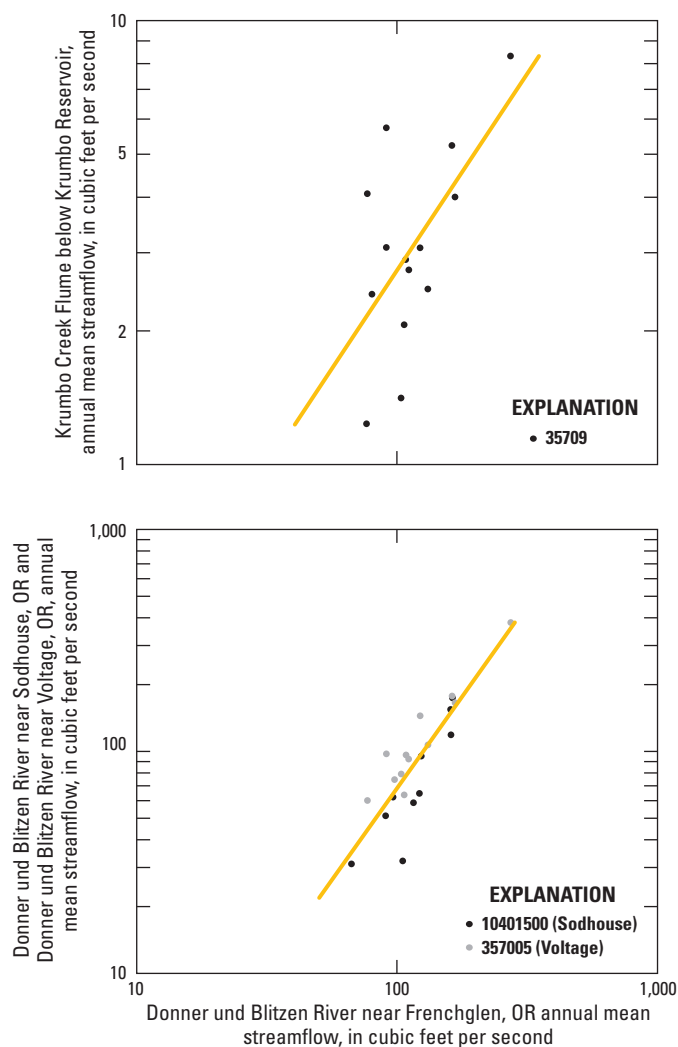 Krumbo Creek Flume below Krumbo Reservoir,
annual mean streamflow, in cubic feet per second
10
5
2
1
100
1,000
EXPLANATION
35709
Donner und Blitzen River near Sodhouse, OR and
Donner und Blitzen River near Voltage, OR, annual
mean streamflow, in cubic feet per second
1,000
100
10
EXPLANATION
10401500 (Sodhouse)
357005 (Voltage)
10
100
1,000
Donner und Blitzen River near Frenchglen, OR annual mean
streamflow, in cubic feet per second